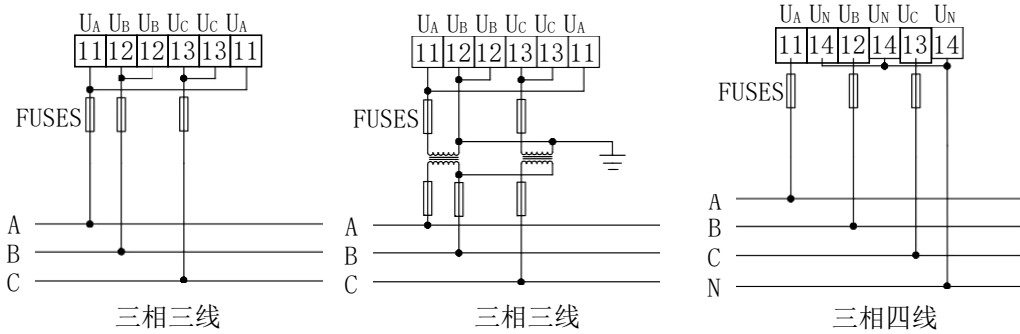 UA UB UB UC UC UA
11 12 12 13 13 11
FUSES
A
B
C
三相三线
UA UB UB UC UC UA
11 12 12 13 13 11
FUSES
A
B
C
三相三线
UA UN UB UN UC UN
11 14 12 14 13 14
FUSES
A
B
C
N
三相四线